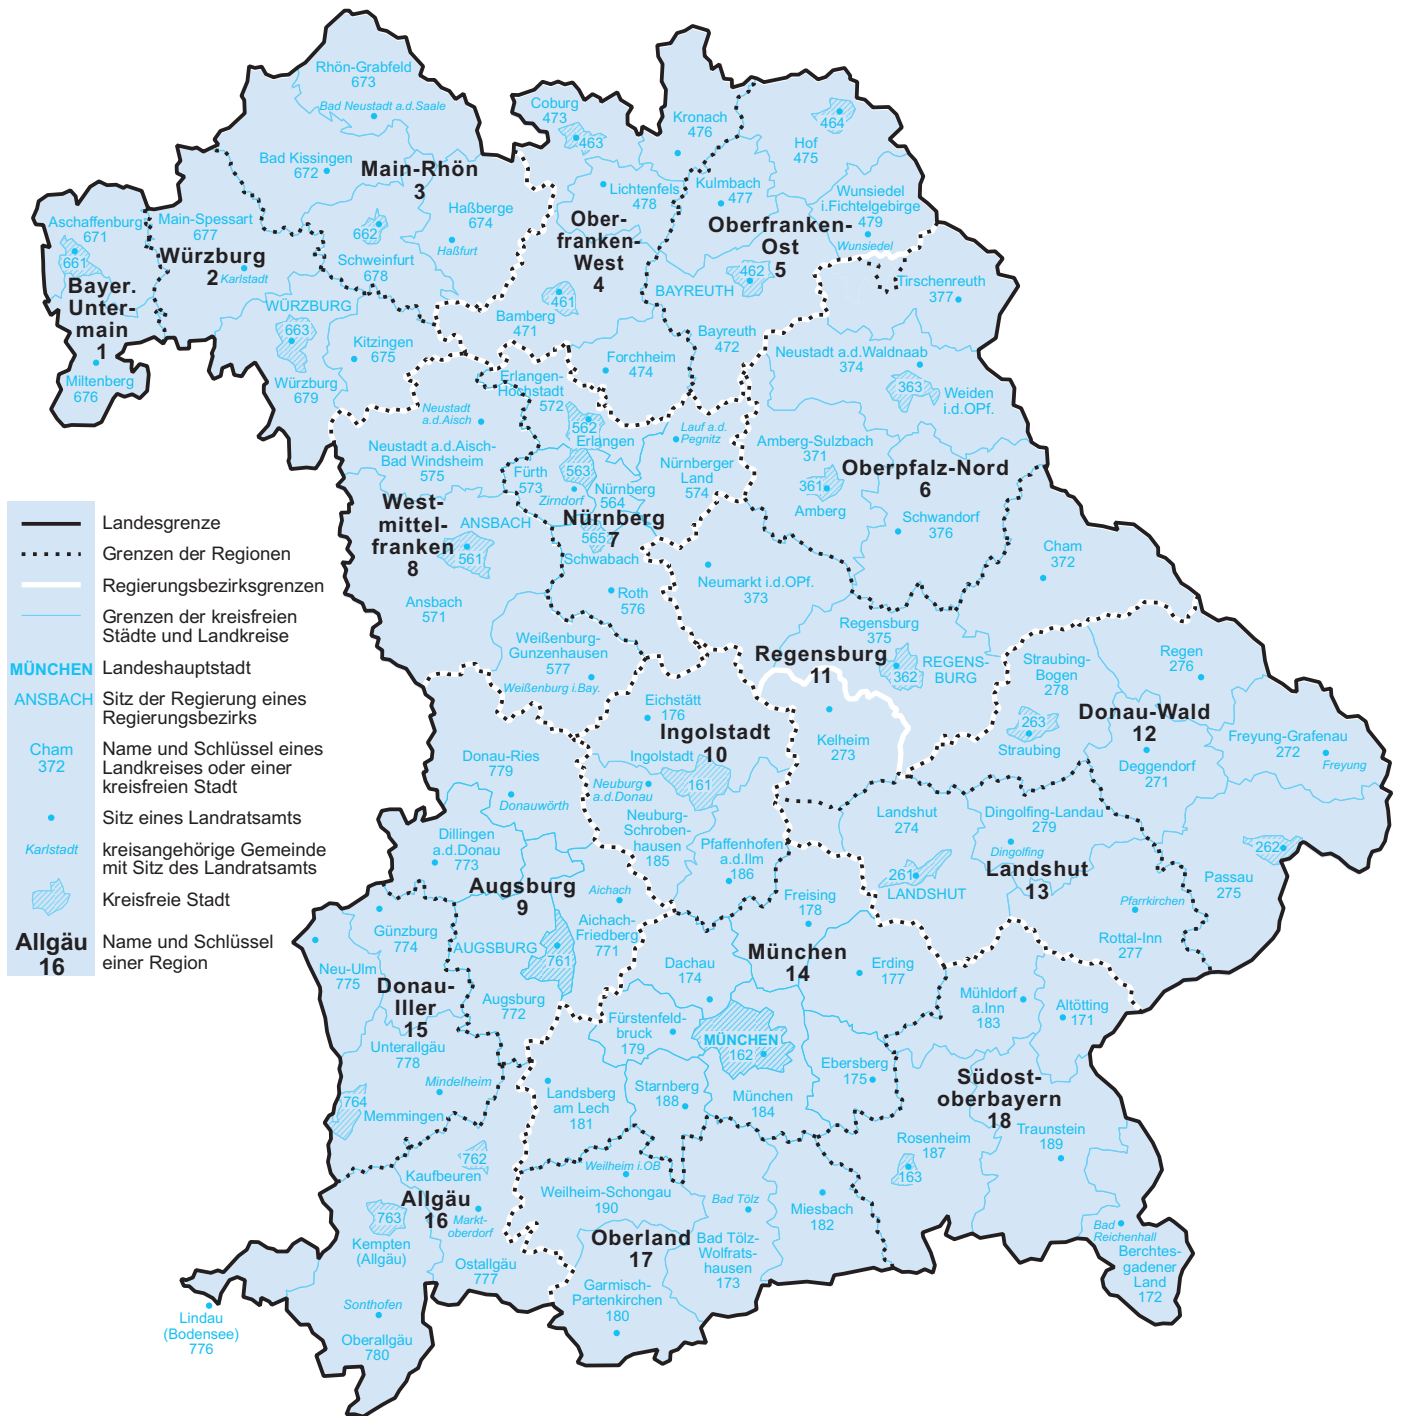 Rhön-Grabfeld
673
Bad Neustadt a.d.Saale
Bad Kissingen
672
Main-Rhön
3
Haßberge
674
Haßfurt
662
Schweinfurt
678
Coburg
473
463
Kronach
476
Lichtenfels
478
Ober-
franken-
West
4
461
Bamberg
471
Forchheim
474
464
Hof
475
Kulmbach
477
Wunsiedel
i.Fichtelgebirge
479
Wunsiedel
Oberfranken-
Ost
5
462
BAYREUTH
Bayreuth
472
Aschaffenburg
671
661
Bayer.
Unter-
main
1
Miltenberg
676
Main-Spessart
677
Würzburg
2
Karlstadt
WÜRZBURG
663
Würzburg
679
Kitzingen
675
Tirschenreuth
377
Neustadt a.d.Waldnaab
374
363
Weiden
i.d.OPf.
Amberg-Sulzbach
371
361
Amberg
Oberpfalz-Nord
6
Schwandorf
376
Erlangen-
Höchstadt
572
562
Erlangen
Lauf a.d.
Pegnitz
Nürnberger
Land
574
Fürth
573
563
Zirndorf
Nürnberg
564
Nürnberg
7
565
Schwabach
Roth
576
Neustadt
a.d.Aisch
Neustadt a.d.Aisch-
Bad Windsheim
575
West-
mittel-
franken
8
ANSBACH
561
Ansbach
571
Weißenburg-
Gunzenhausen
577
Weißenburg i.Bay.
Neumarkt i.d.OPf.
373
Cham
372
Regensburg
375
Regensburg
11
362
REGENS-
BURG
Kelheim
273
Straubing-
Bogen
278
263
Straubing
Regen
276
Donau-Wald
12
Deggendorf
271
Freyung-Grafenau
272
Freyung
262
Passau
275
Eichstätt
176
Ingolstadt
10
Ingolstadt
161
Neuburg
a.d.Donau
Neuburg-
Schroben-
hausen
185
Pfaffenhofen
a.d.Ilm
186
Landshut
274
261
LANDSHUT
Dingolfing-Landau
279
Dingolfing
Landshut
13
Pfarrkirchen
Rottal-Inn
277
Donau-Ries
779
Donauwörth
Dillingen
a.d.Donau
773
Augsburg
9
Aichach
Aichach-
Friedberg
771
AUGSBURG
761
Augsburg
772
Günzburg
774
Neu-Ulm
775
Donau-
Iller
15
Unterallgäu
778
Mindelheim
764
Memmingen
Freising
178
München
14
Erding
177
Dachau
174
Fürstenfeld-
bruck
179
MÜNCHEN
162
Ebersberg
175
Landsberg
am Lech
181
Starnberg
188
München
184
Mühldorf
a.Inn
183
Altötting
171
Südost-
oberbayern
18
Rosenheim
187
163
Traunstein
189
Bad
Reichenhall
Berchtes-
gadener
Land
172
762
Kaufbeuren
Allgäu
16
Markt-
oberdorf
Ostallgäu
777
763
Kempten
(Allgäu)
Sonthofen
Oberallgäu
780
Lindau
(Bodensee)
776
Weilheim i.OB
Weilheim-Schongau
190
Oberland
17
Garmisch-
Partenkirchen
180
Bad Tölz
Bad Tölz-
Wolfrats-
hausen
173
Miesbach
182
Landesgrenze
Grenzen der Regionen
Regierungsbezirksgrenzen
Grenzen der kreisfreien
Städte und Landkreise
MÜNCHEN Landeshauptstadt
ANSBACH Sitz der Regierung eines
Regierungsbezirks
Cham
372
Name und Schlüssel eines
Landkreises oder einer
kreisfreien Stadt
Sitz eines Landratsamts
Karlstadt kreisangehörige Gemeinde
mit Sitz des Landratsamts
Kreisfreie Stadt
Allgäu
16
Name und Schlüssel
einer Region